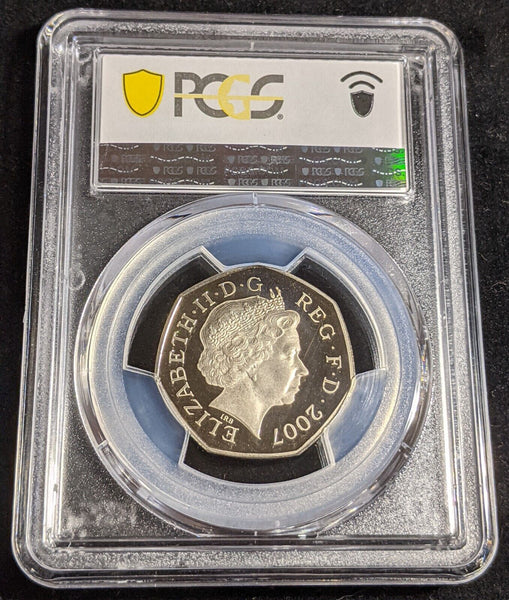 PCGS
ELIZABETH·II·D·G
REG·F·D·2007
IRB